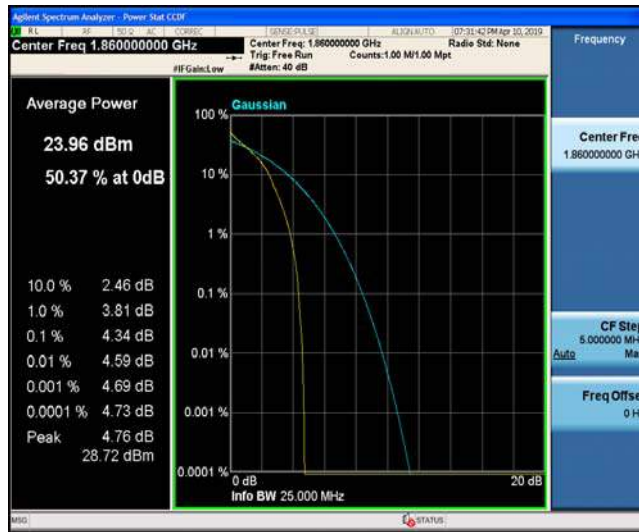 Agilent Spectrum Analyzer - Power Stat CCDF
RL RF 50 Ω AC CORREC SENSE:PULSE ALIGN AUTO 07:31:42 PM Apr 10, 2019
Center Freq 1.860000000 GHz
Center Freq: 1.860000000 GHz Radio Std: None
Trig: Free Run Counts:1.00 M/1.00 Mpt
#IFGain:Low #Atten: 40 dB
Frequency
Average Power
23.96 dBm
50.37 % at 0dB
10.0 % 2.46 dB
1.0 % 3.81 dB
0.1 % 4.34 dB
0.01 % 4.59 dB
0.001 % 4.69 dB
0.0001 % 4.73 dB
Peak 4.76 dB
28.72 dBm
Gaussian
100 %
10 %
1 %
0.1 %
0.01 %
0.001 %
0.0001 %
0 dB 20 dB
Info BW 25.000 MHz
Center Fre
1.860000000 GH
CF Ste
5.000000 MH
Auto Ma
Freq Offse
0 H
MSG STATUS